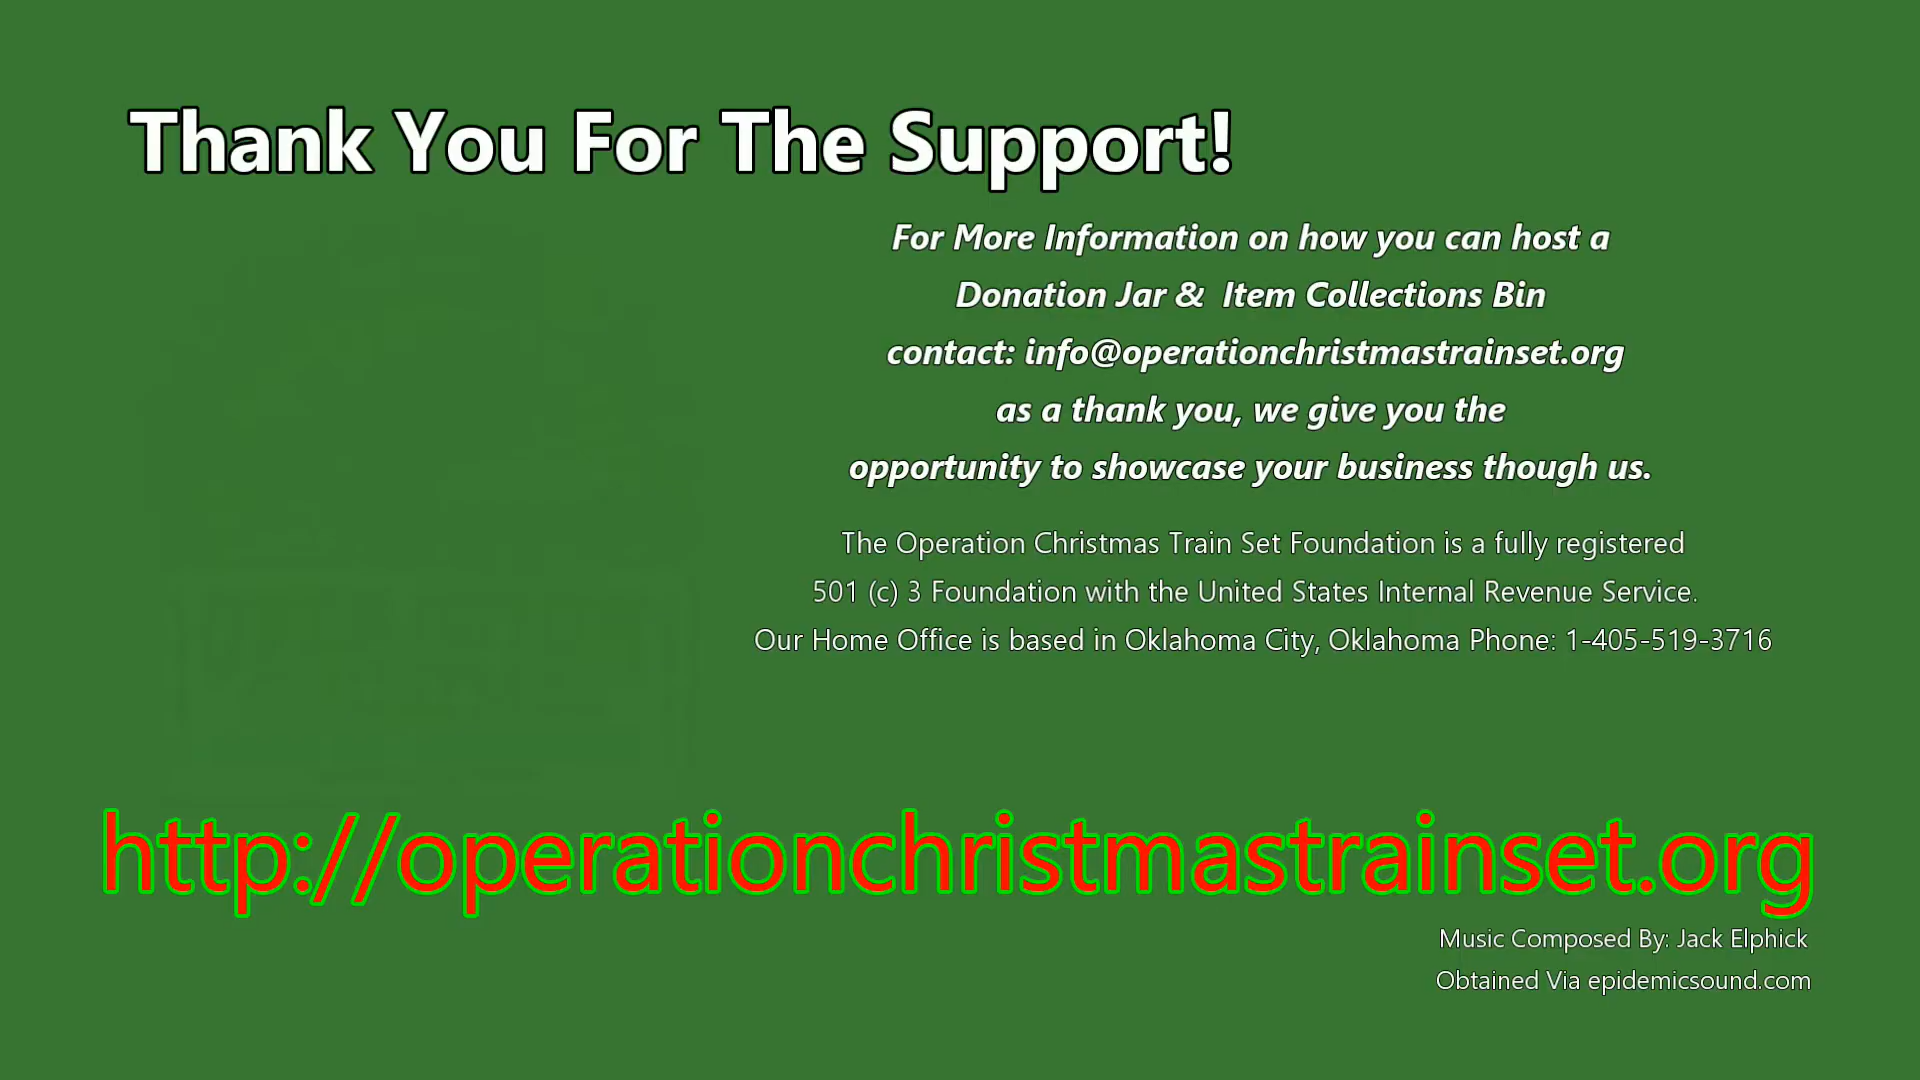 Thank You For The Support!
For More Information on how you can host a
Donation Jar & Item Collections Bin
contact: info@operationchristmastrainset.org
as a thank you, we give you the
opportunity to showcase your business though us.
The Operation Christmas Train Set Foundation is a fully registered
501 (c) 3 Foundation with the United States Internal Revenue Service.
Our Home Office is based in Oklahoma City, Oklahoma Phone: 1-405-519-3716
http://operationchristmastrainset.org
Music Composed By: Jack Elphick
Obtained Via epidemicsound.com